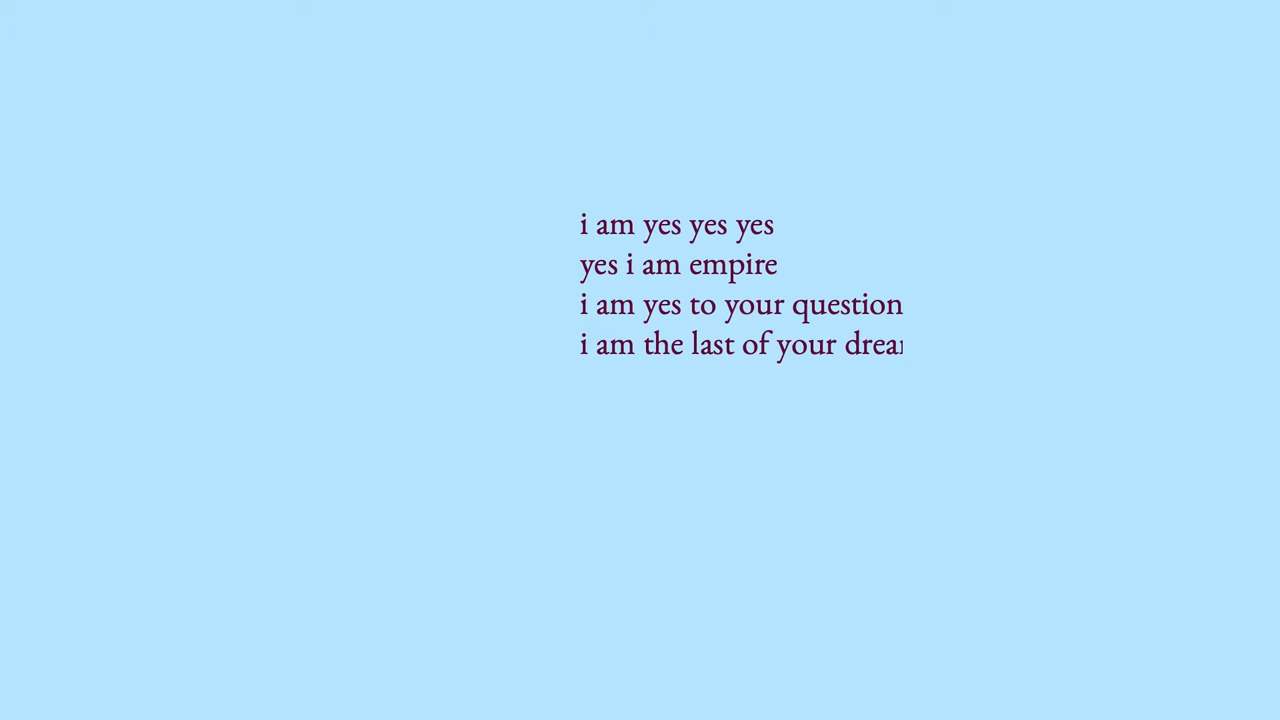 i am yes yes yes
yes i am empire
i am yes to your question
i am the last of your